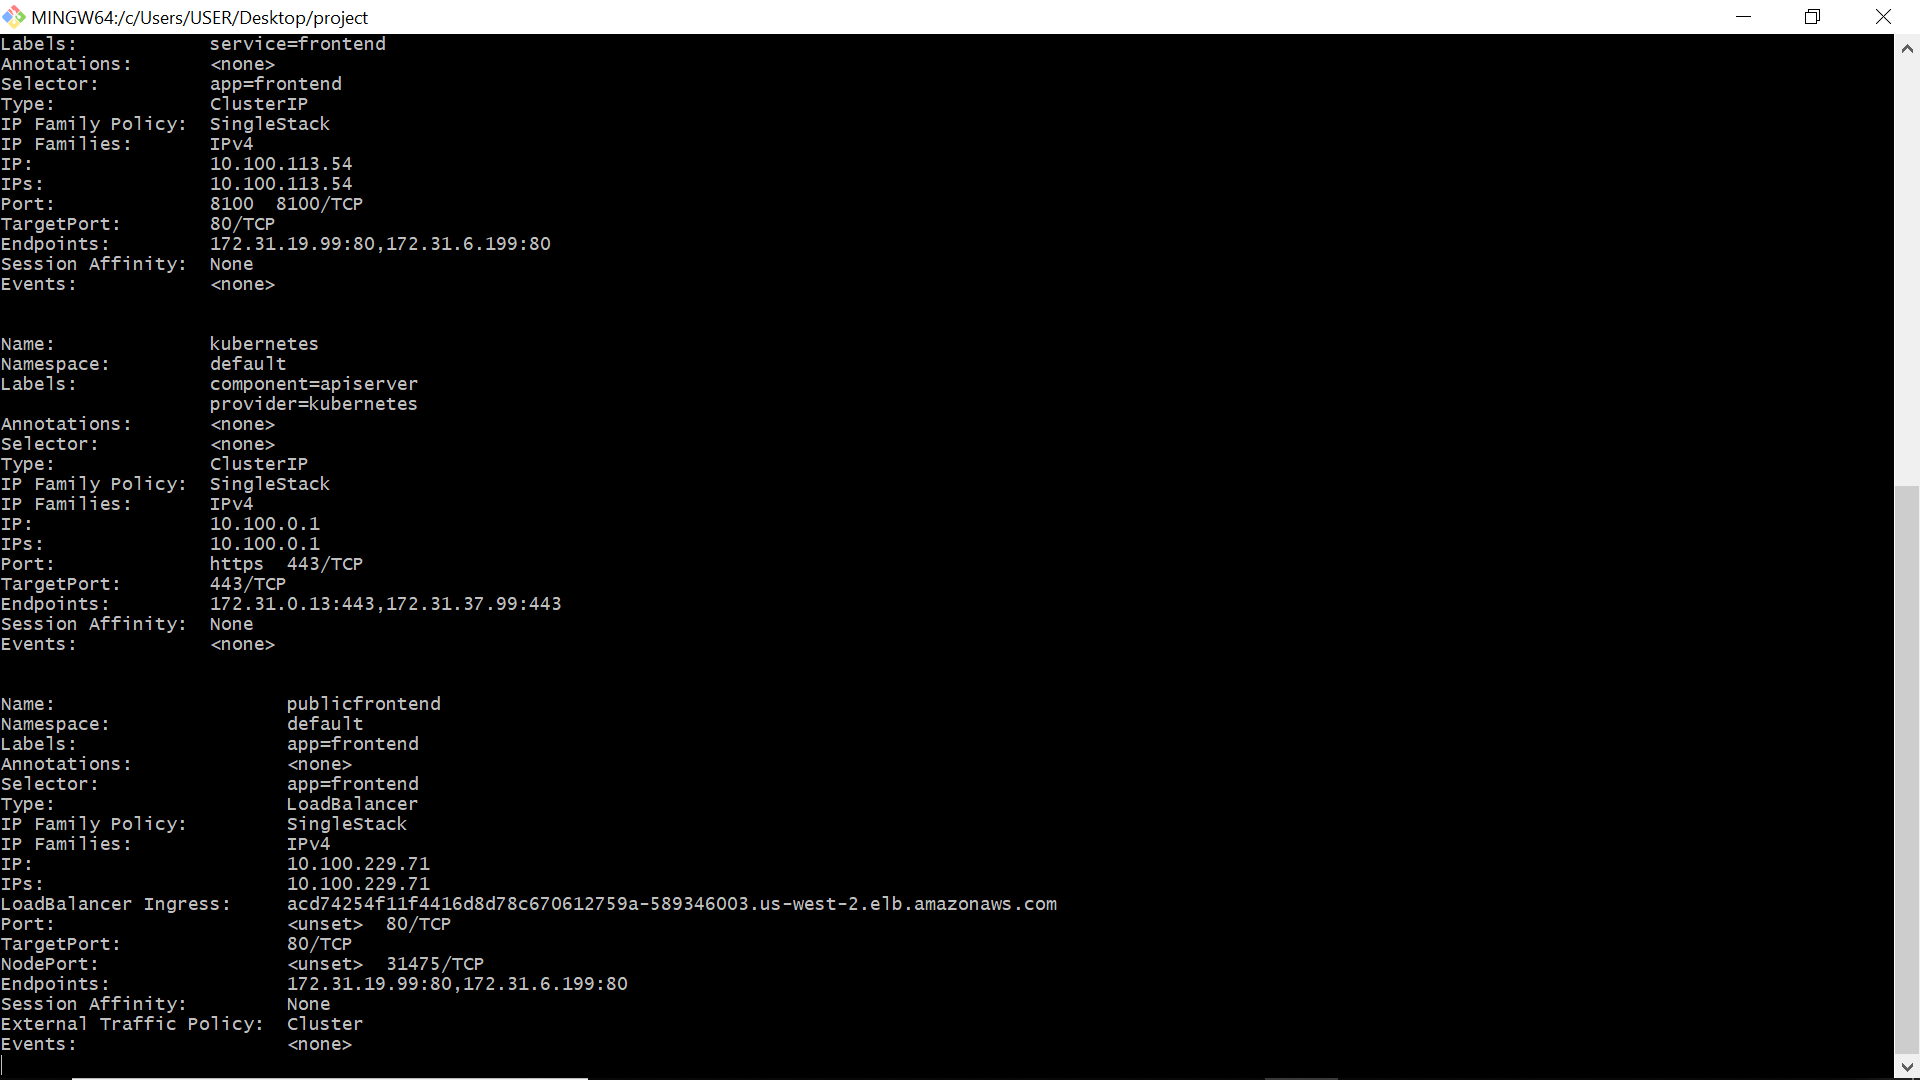 MINGW64:/c/Users/USER/Desktop/project
Labels: service=frontend
Annotations: <none>
Selector: app=frontend
Type: ClusterIP
IP Family Policy: SingleStack
IP Families: IPv4
IP: 10.100.113.54
IPs: 10.100.113.54
Port: 8100 8100/TCP
TargetPort: 80/TCP
Endpoints: 172.31.19.99:80,172.31.6.199:80
Session Affinity: None
Events: <none>
Name: kubernetes
Namespace: default
Labels: component=apiserver
provider=kubernetes
Annotations: <none>
Selector: <none>
Type: ClusterIP
IP Family Policy: SingleStack
IP Families: IPv4
IP: 10.100.0.1
IPs: 10.100.0.1
Port: https 443/TCP
TargetPort: 443/TCP
Endpoints: 172.31.0.13:443,172.31.37.99:443
Session Affinity: None
Events: <none>
Name: publicfrontend
Namespace: default
Labels: app=frontend
Annotations: <none>
Selector: app=frontend
Type: LoadBalancer
IP Family Policy: SingleStack
IP Families: IPv4
IP: 10.100.229.71
IPs: 10.100.229.71
LoadBalancer Ingress: acd74254f11f4416d8d78c670612759a-589346003.us-west-2.elb.amazonaws.com
Port: <unset> 80/TCP
TargetPort: 80/TCP
NodePort: <unset> 31475/TCP
Endpoints: 172.31.19.99:80,172.31.6.199:80
Session Affinity: None
External Traffic Policy: Cluster
Events: <none>